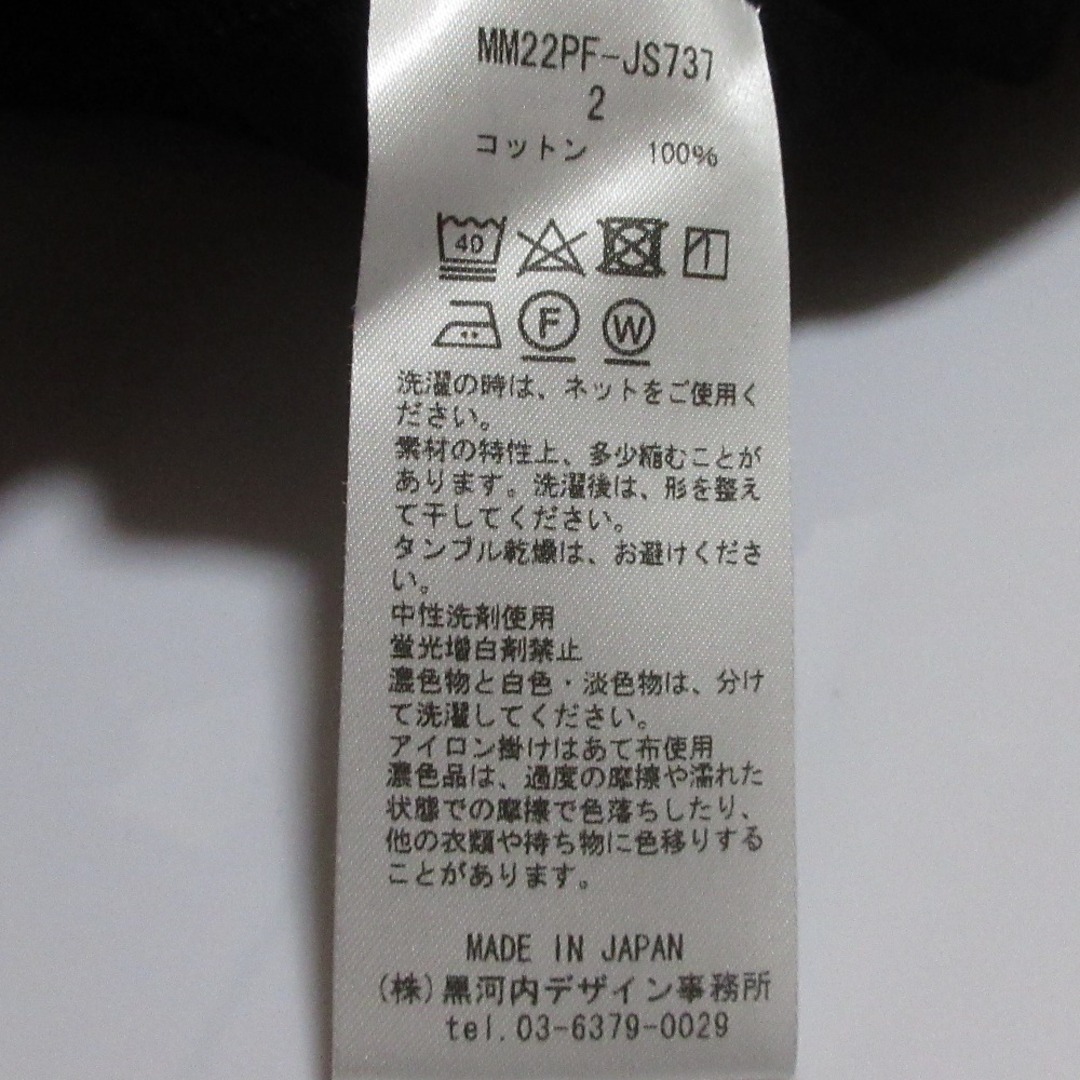 MM22PF-JS737
2
コットン 100%
40
F W
洗濯の時は、ネットをご使用く
ださい。
素材の特性上、多少縮むことが
あります。洗濯後は、形を整え
て干してください。
タンブル乾燥は、お避けくださ
い。
中性洗剤使用
蛍光増白剤禁止
濃色物と白色・淡色物は、分け
て洗濯してください。
アイロン掛けはあて布使用
濃色品は、過度の摩擦や濡れた
状態での摩擦で色落ちしたり、
他の衣類や持ち物に色移りする
ことがあります。
MADE IN JAPAN
(株)黒河内デザイン事務所
tel.03-6379-0029